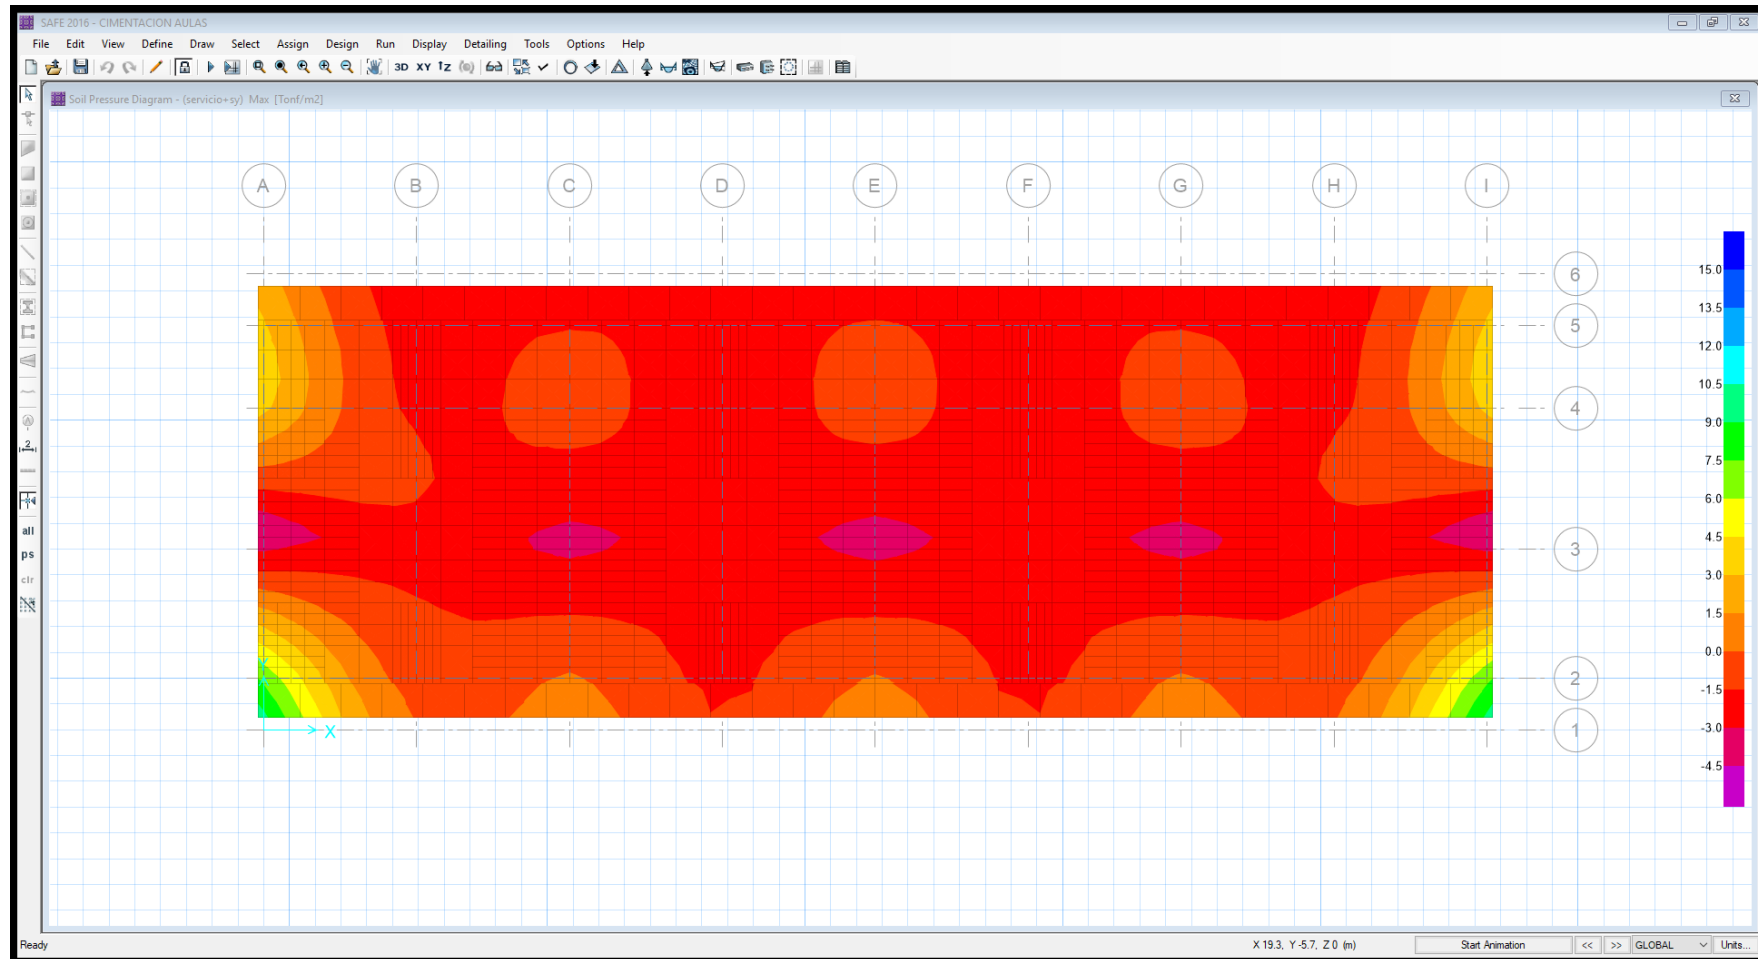 SAFE 2016 - CIMENTACION AULAS
File Edit View Define Draw Select Assign Design Run Display Detailing Tools Options Help
3D XY
Soil Pressure Diagram - (servicio+sy) Max [Tonf/m2]
A B C D E F G H I
6
5
4
3
2
1
X
15.0
13.5
12.0
10.5
9.0
7.5
6.0
4.5
3.0
1.5
0.0
-1.5
-3.0
-4.5
2
all
ps
clr
Ready
X 19.3, Y -5.7, Z 0 (m)
Start Animation
<< >>
GLOBAL
Units...